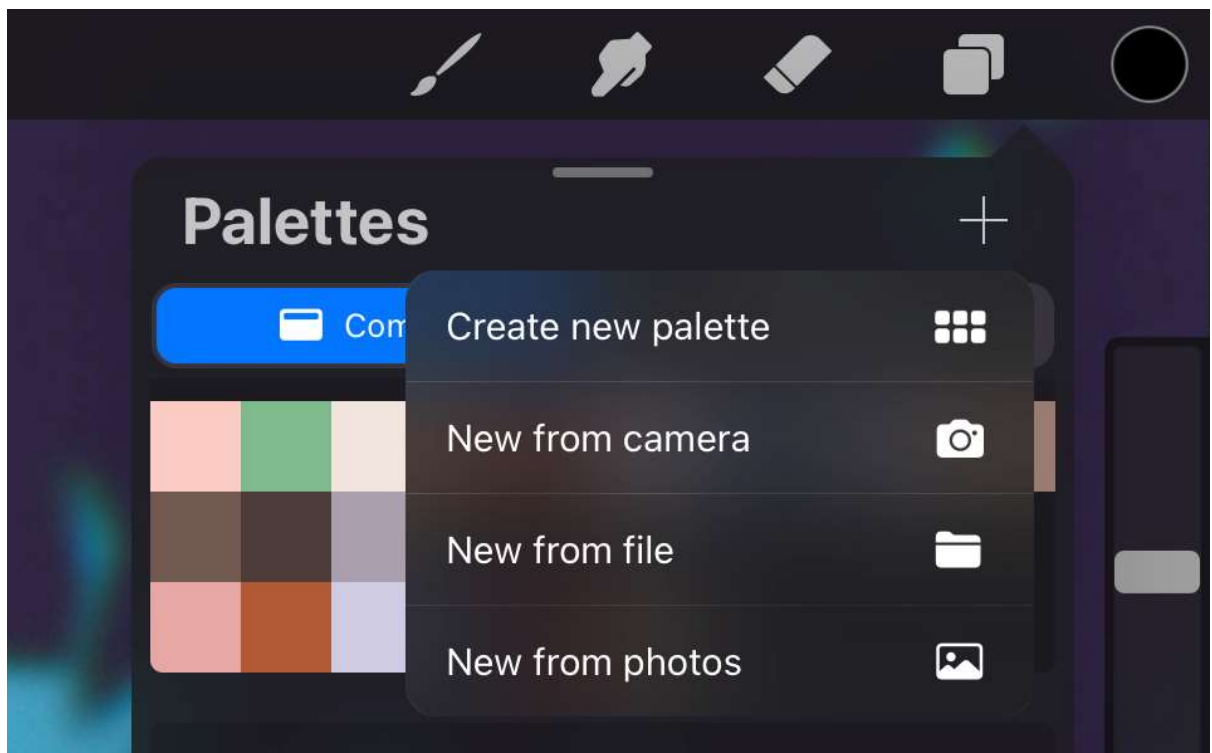 Palettes
Com
Create new palette
New from camera
New from file
New from photos